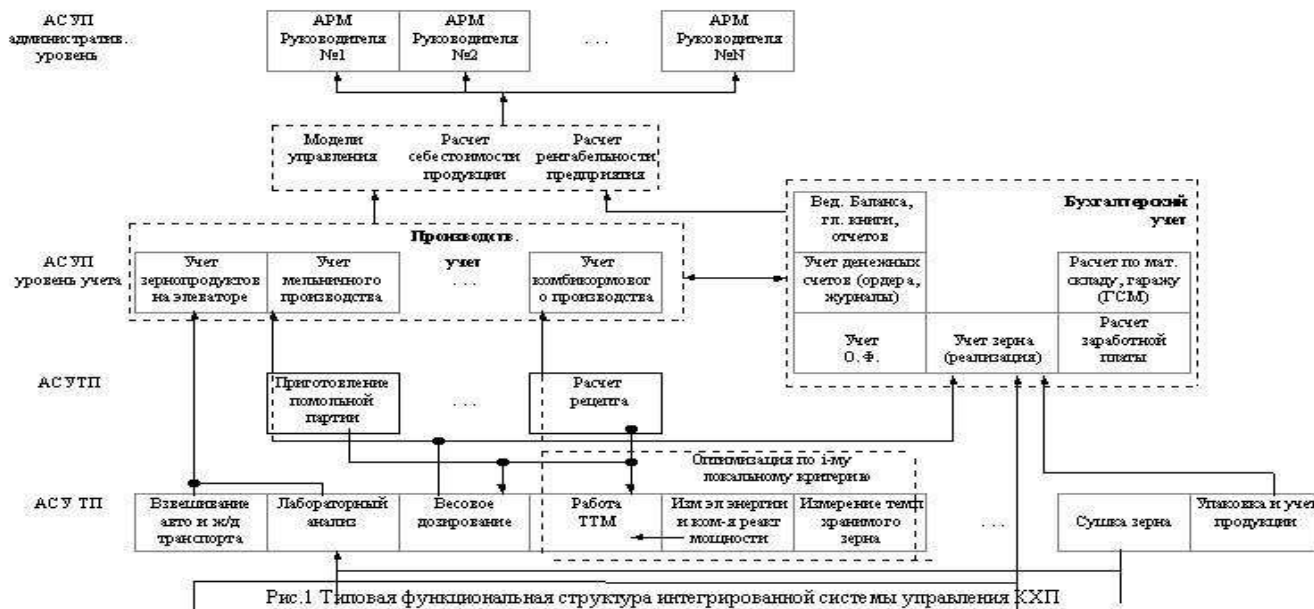 АСУП
административ.
уровень
АРМ
Руководителя
№1
АРМ
Руководителя
№2
. . .
АРМ
Руководителя
№N
Модели
управления
Расчет
себестоимости
продукции
Расчет
рентабельности
предприятия
АСУП
уровень учета
Производств.
учет
Учет
зернопродуктов
на элеваторе
Учет
мельничного
производства
. . .
Учет
комбикормовог
о производства
Вед. Баланса,
гл. книги,
отчетов
Бухгалтерский
учет
Учет денежных
счетов (ордера,
журналы)
Расчет по мат.
складу, гаражу
(ГСМ)
Учет
О. Ф.
Учет зерна
(реализация)
Расчет
заработной
платы
АСУТП
Приготовление
помольной
партии
. . .
Расчет
рецепта
Оптимизация по i-му
локальному критерию
АСУ ТП
Взвешивание
авто и ж/д
транспорта
Лабораторный
анализ
Весовое
дозирование
Работа
ТТМ
Изм эл энергии
и ком-я реакт
мощности
Измерение темп
хранимого
зерна
. . .
Сушка зерна
Упаковка и учет
продукции
Рис.1 Типовая функциональная структура интегрированной системы управления КХП